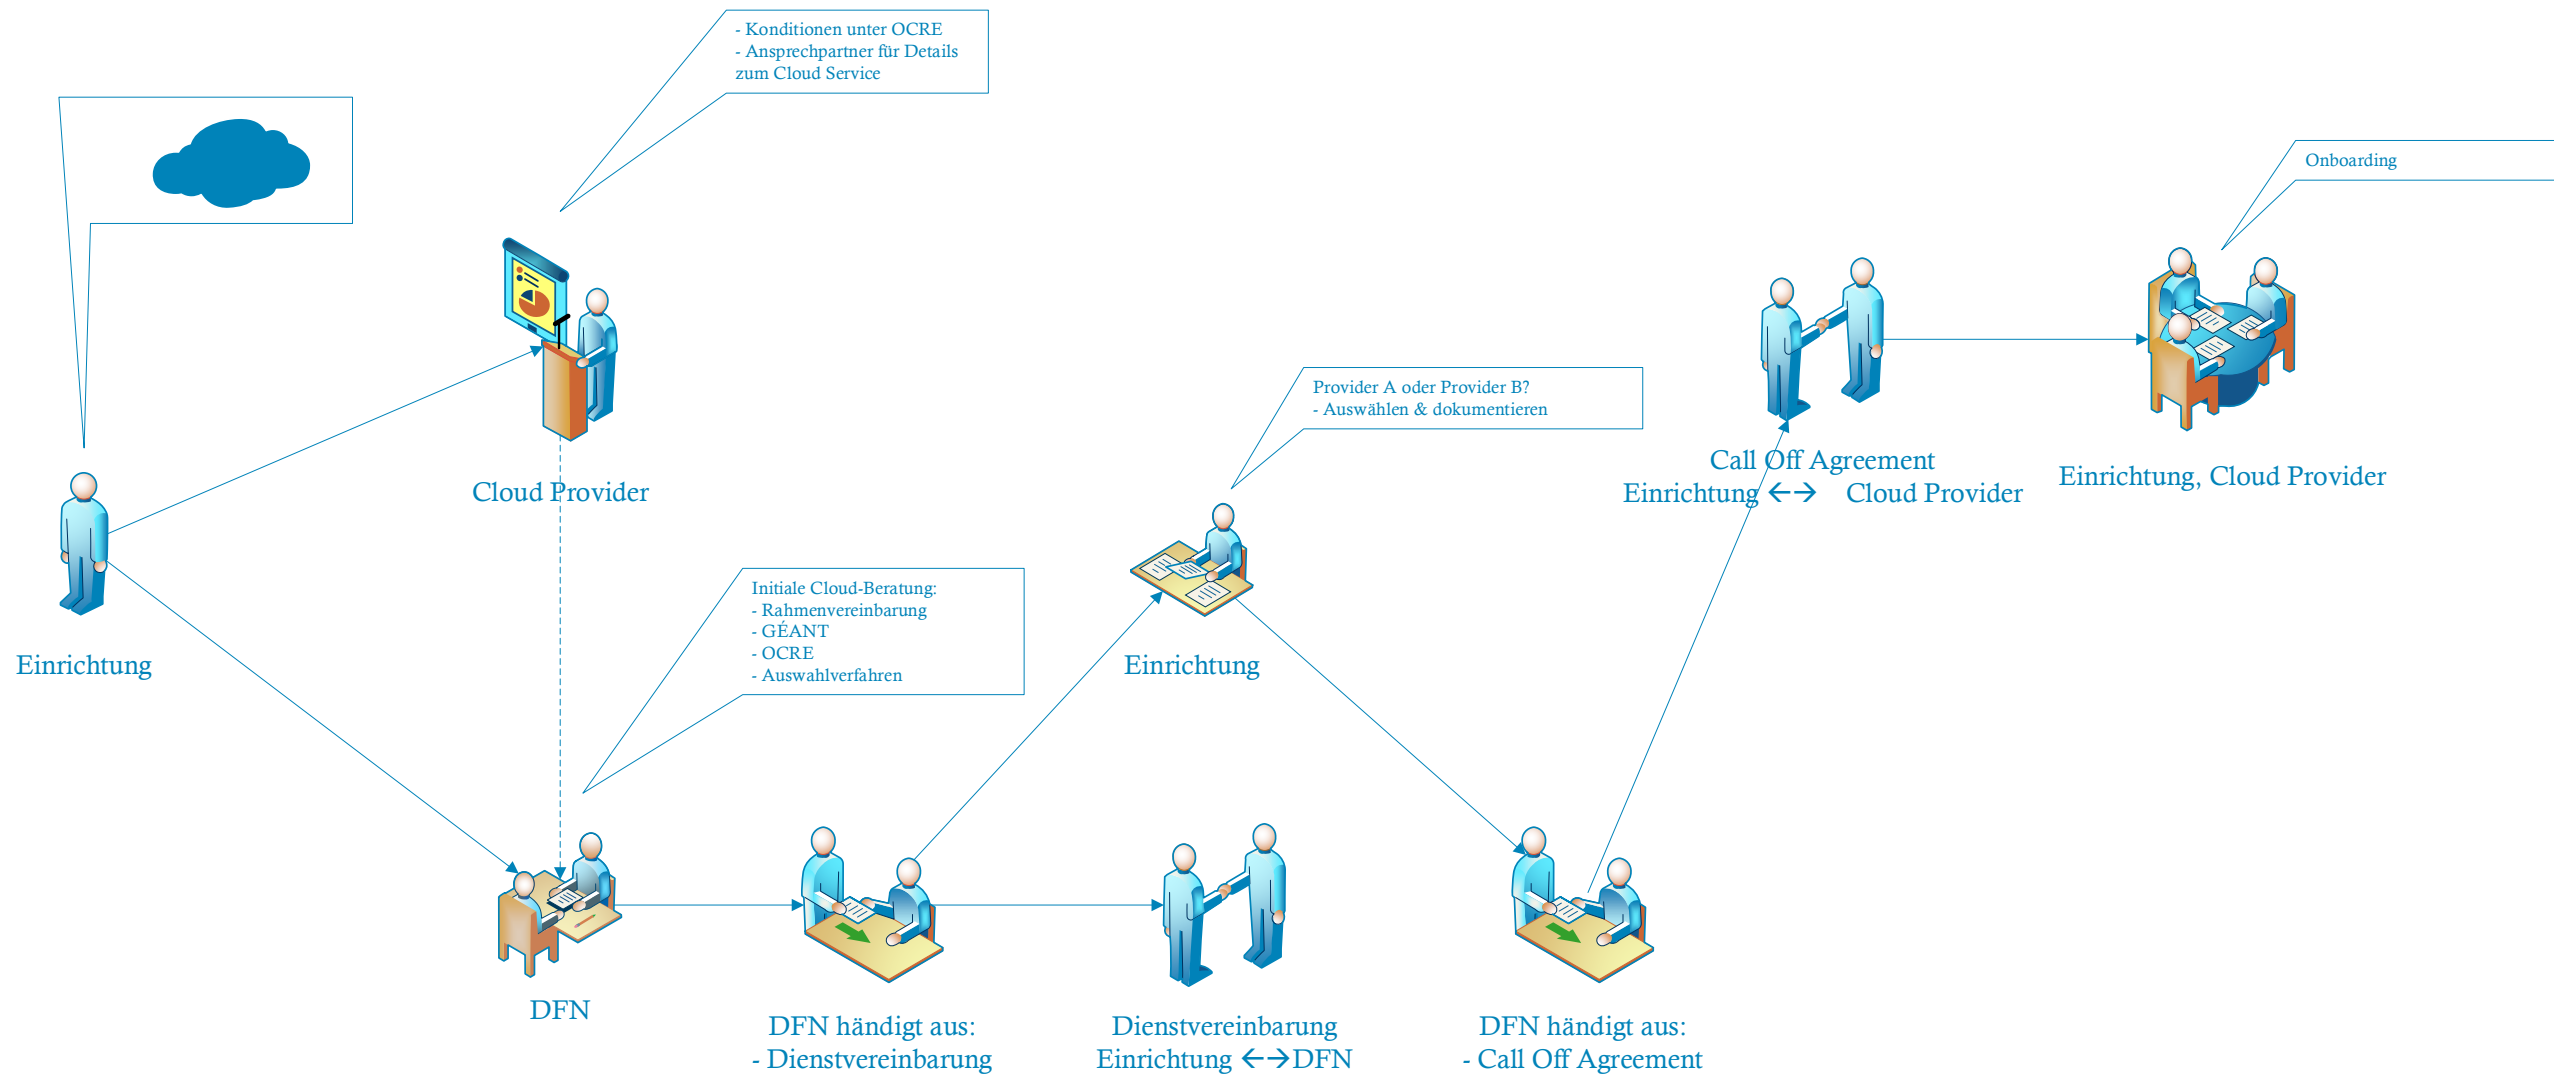 - Konditionen unter OCRE
- Ansprechpartner für Details
zum Cloud Service
Onboarding
Provider A oder Provider B?
- Auswählen & dokumentieren
Call Off Agreement
Einrichtung ←→ Cloud Provider
Einrichtung, Cloud Provider
Cloud Provider
Initiale Cloud-Beratung:
- Rahmenvereinbarung
- GÉANT
- OCRE
- Auswahlverfahren
Einrichtung
Einrichtung
DFN
DFN händigt aus:
- Dienstvereinbarung
Dienstvereinbarung
Einrichtung ←→DFN
DFN händigt aus:
- Call Off Agreement